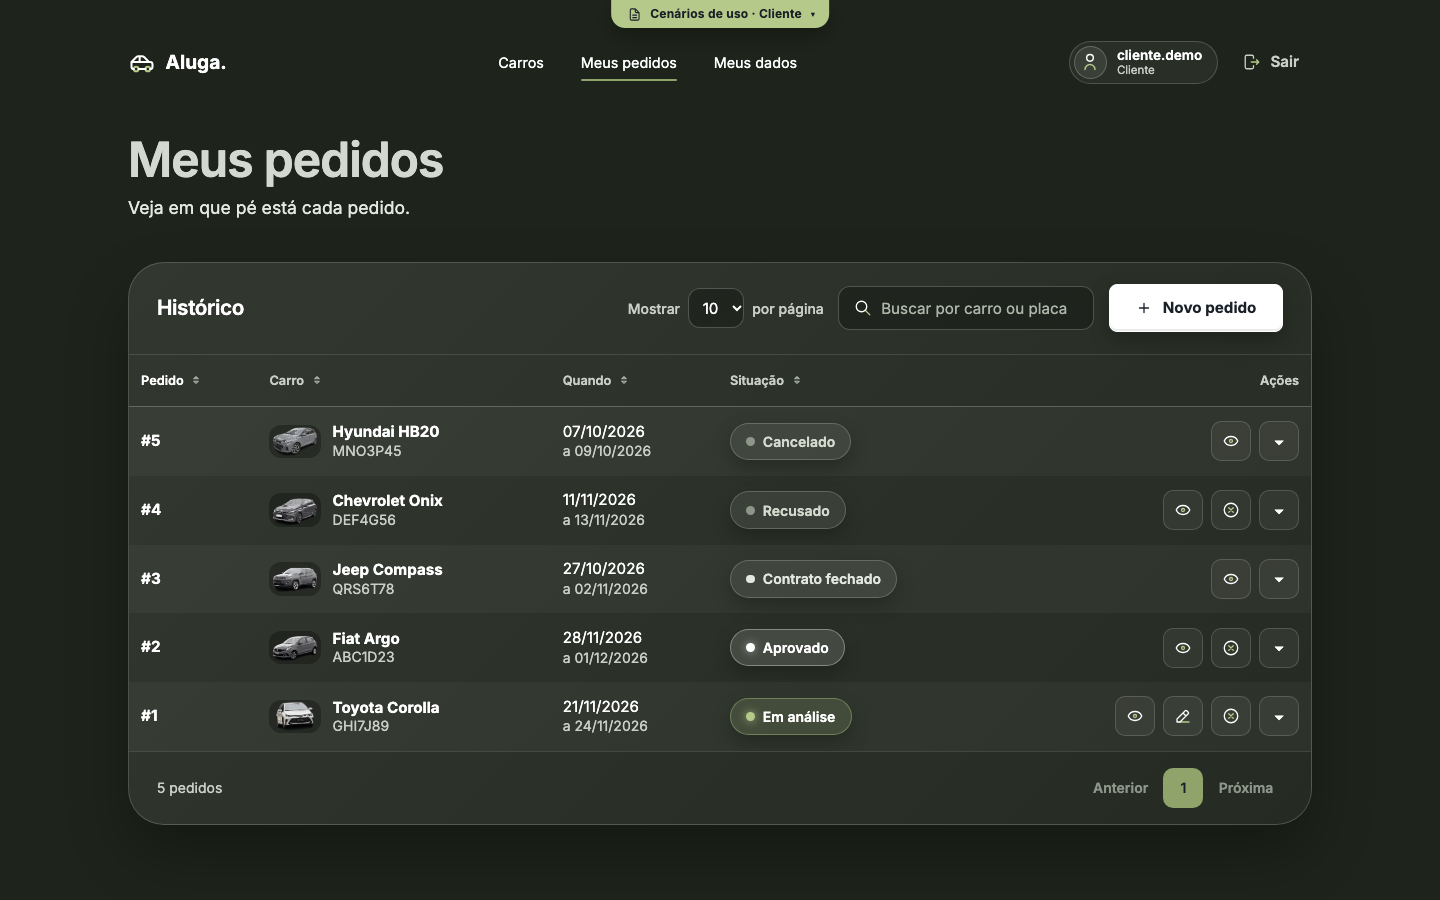 Cenários de uso · Cliente
Aluga.
Carros
Meus pedidos
Meus dados
cliente.demo
Cliente
Sair
Meus pedidos
Veja em que pé está cada pedido.
Histórico
Mostrar 10 por página
Buscar por carro ou placa
Novo pedido
Pedido Carro Quando Situação Ações
#5
Hyundai HB20
MNO3P45
07/10/2026
a 09/10/2026
Cancelado
#4
Chevrolet Onix
DEF4G56
11/11/2026
a 13/11/2026
Recusado
#3
Jeep Compass
QRS6T78
27/10/2026
a 02/11/2026
Contrato fechado
#2
Fiat Argo
ABC1D23
28/11/2026
a 01/12/2026
Aprovado
#1
Toyota Corolla
GHI7J89
21/11/2026
a 24/11/2026
Em análise
5 pedidos
Anterior 1 Próxima